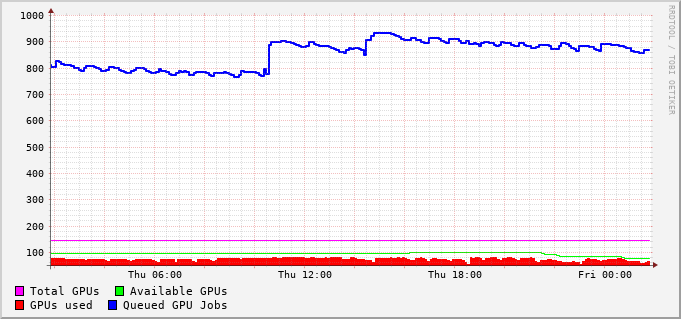 1000
900
800
700
600
500
400
300
200
100
Thu 06:00 Thu 12:00 Thu 18:00 Fri 00:00
Total GPUs Available GPUs
GPUs used Queued GPU Jobs
RRDTOOL / TOBI OETIKER